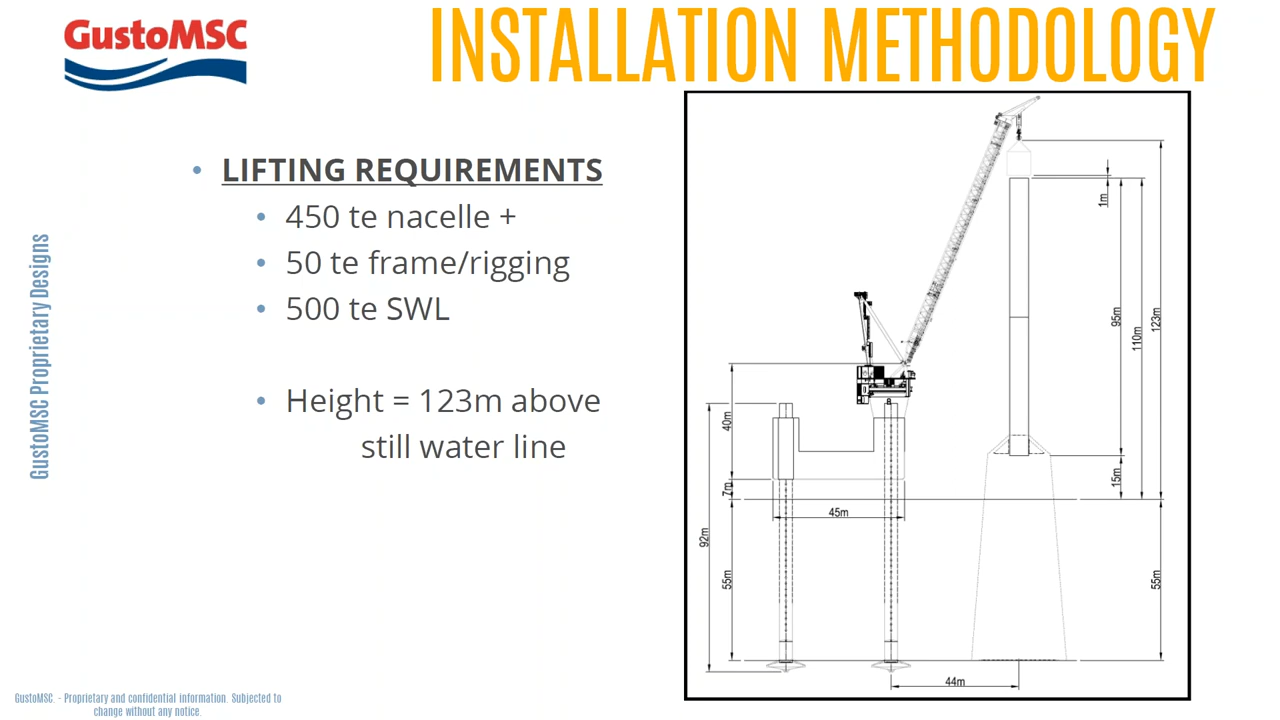 GustoMSC
INSTALLATION METHODOLOGY
• LIFTING REQUIREMENTS
• 450 te nacelle +
• 50 te frame/rigging
• 500 te SWL
• Height = 123m above
still water line
GustoMSC Proprietary Designs
1m
95m
110m
123m
40m
7m
15m
45m
92m
55m
55m
44m
GustoMSC. - Proprietary and confidential information. Subjected to
change without any notice.